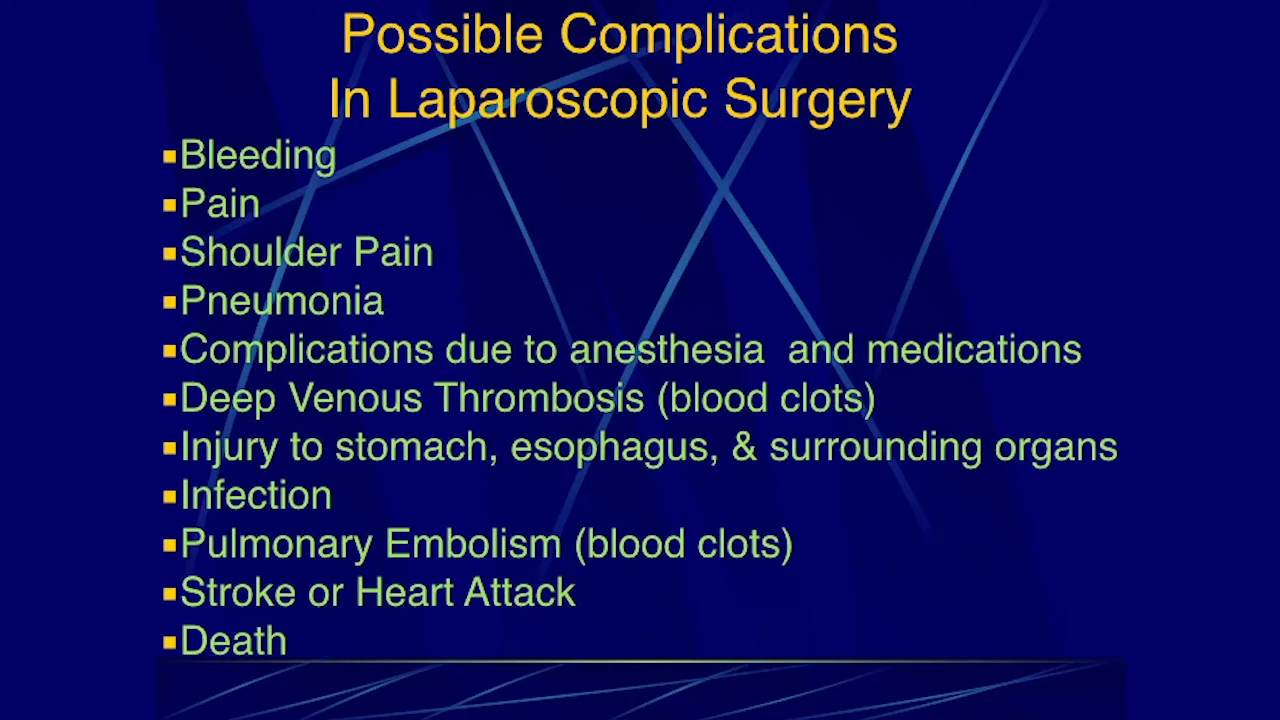 Possible Complications
In Laparoscopic Surgery
Bleeding
Pain
Shoulder Pain
Pneumonia
Complications due to anesthesia  and medications
Deep Venous Thrombosis (blood clots)
Injury to stomach, esophagus, & surrounding organs
Infection
Pulmonary Embolism (blood clots)
Stroke or Heart Attack
Death